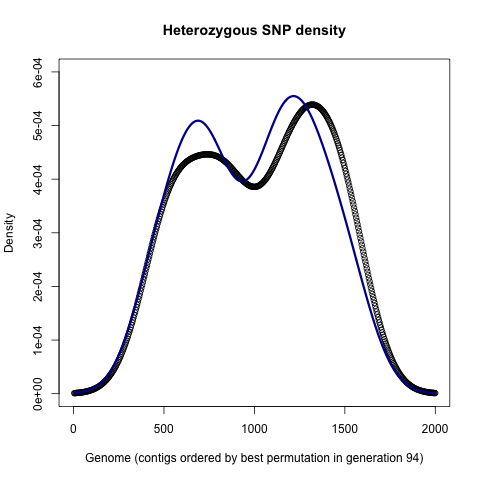 Heterozygous SNP density
Density
6e-04
5e-04
4e-04
3e-04
2e-04
1e-04
0e+00
0 500 1000 1500 2000
Genome (contigs ordered by best permutation in generation 94)